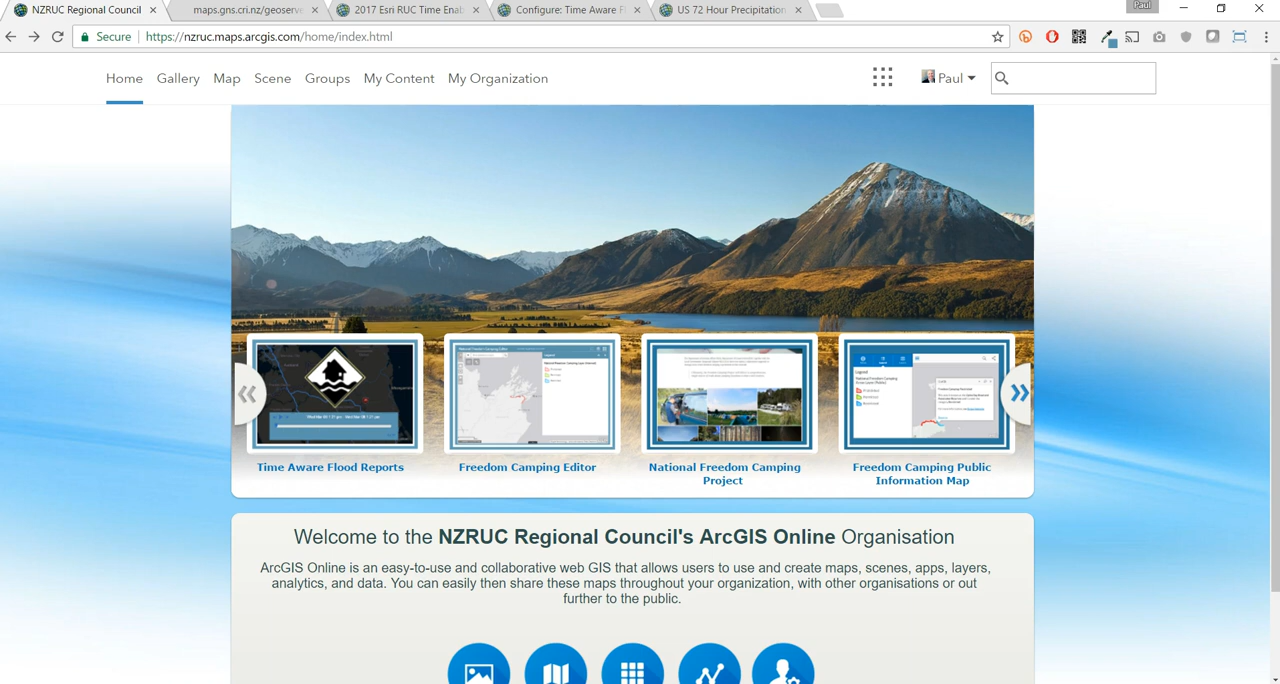 NZRUC Regional Council
maps.gns.cri.nz/geoserve
2017 Esri RUC Time Enab
Configure: Time Aware F
US 72 Hour Precipitation
Paul
Secure
https://nzruc.maps.arcgis.com/home/index.html
Home Gallery Map Scene Groups My Content My Organization
Paul
Time Aware Flood Reports
Freedom Camping Editor
National Freedom Camping
Project
Freedom Camping Public
Information Map
Welcome to the NZRUC Regional Council's ArcGIS Online Organisation
ArcGIS Online is an easy-to-use and collaborative web GIS that allows users to use and create maps, scenes, apps, layers,
analytics, and data. You can easily then share these maps throughout your organization, with other organisations or out
further to the public.